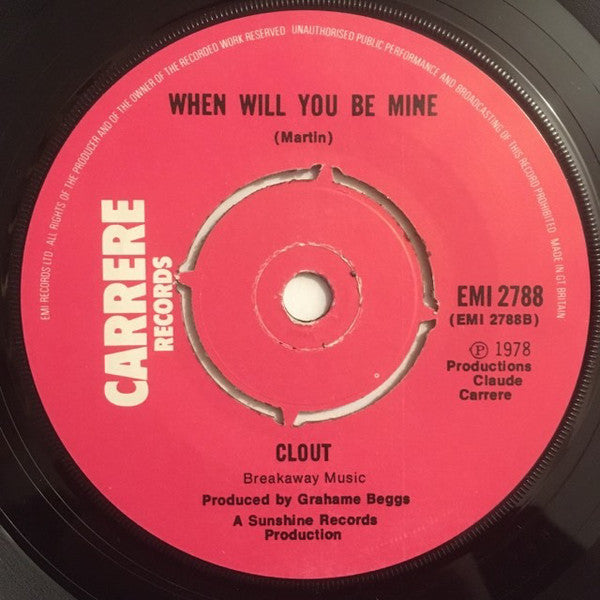 EMI RECORDS LTD. ALL RIGHTS OF THE PRODUCER AND OF THE OWNER OF THE RECORDED WORK RESERVED · UNAUTHORISED PUBLIC PERFORMANCE AND BROADCASTING OF THIS RECORD PROHIBITED · MADE IN GT. BRITAIN
WHEN WILL YOU BE MINE
(Martin)
CARRERE
RECORDS
EMI 2788
(EMI 2788B)
℗ 1978
Productions
Claude
Carrere
CLOUT
Breakaway Music
Produced by Grahame Beggs
A Sunshine Records
Production